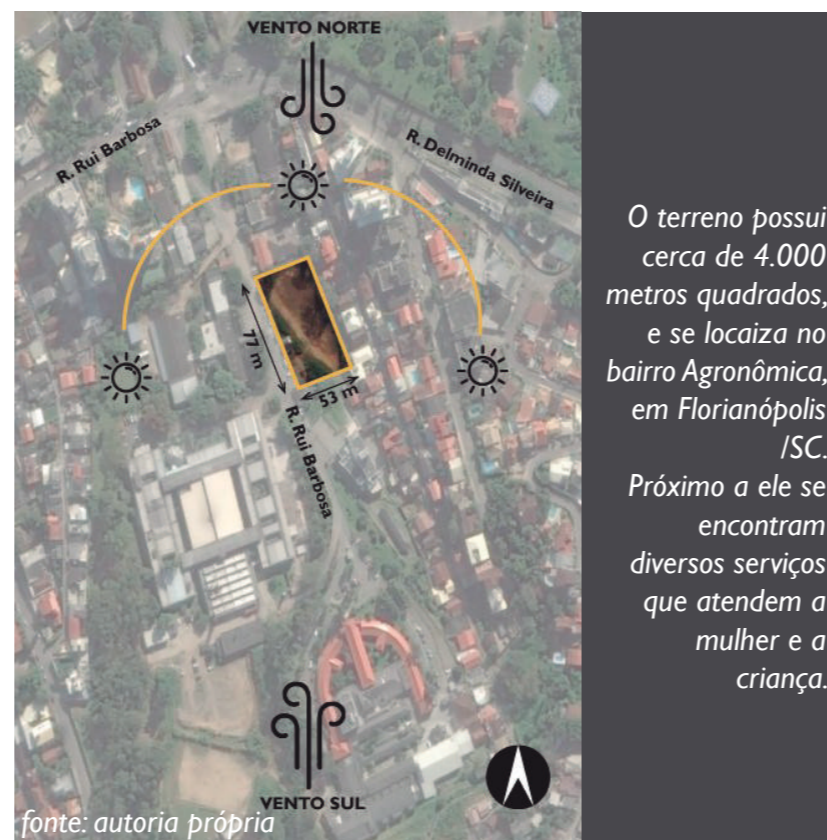 VENTO NORTE
R. Rui Barbosa
R. Delminda Silveira
77 m
53 m
R. Rui Barbosa
VENTO SUL
fonte: autoria própria
O terreno possui
cerca de 4.000
metros quadrados,
e se locaiza no
bairro Agronômica,
em Florianópolis
/SC.
Próximo a ele se
encontram
diversos serviços
que atendem a
mulher e a
criança.